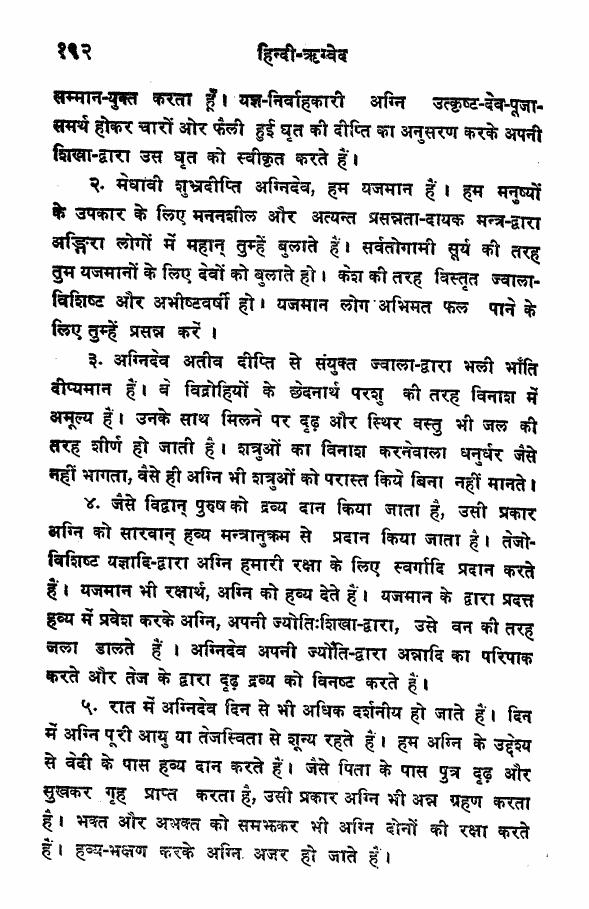 १९२ हिन्दी-ऋग्वेद
सम्मान-युक्त करता हूँ। यज्ञ-निर्वाहकारी अग्नि उत्कृष्ट-देव-पूजा-
समर्थ होकर चारों ओर फैली हुई घृत की दीप्ति का अनुसरण करके अपनी
शिखा-द्वारा उस घृत को स्वीकृत करते हैं।
२. मेधावी शुभ्रदीप्ति अग्निदेव, हम यजमान हैं। हम मनुष्यों
के उपकार के लिए मननशील और अत्यन्त प्रसन्नता-दायक मन्त्र-द्वारा
अङ्गिरा लोगों में महान् तुम्हें बुलाते हैं। सर्वतोगामी सूर्य की तरह
तुम यजमानों के लिए देवों को बुलाते हो। केश की तरह विस्तृत ज्वाला-
विशिष्ट और अभीष्टवर्षी हो। यजमान लोग अभिमत फल पाने के
लिए तुम्हें प्रसन्न करें ।
३. अग्निदेव अतीव दीप्ति से संयुक्त ज्वाला-द्वारा भली भाँति
दीप्यमान हैं। वे विद्रोहियों के छेदनार्थ परशु की तरह विनाश में
अमूल्य हैं। उनके साथ मिलने पर दृढ़ और स्थिर वस्तु भी जल की
तरह शीर्ण हो जाती है। शत्रुओं का विनाश करनेवाला धनुर्धर जैसे
नहीं भागता, वैसे ही अग्नि भी शत्रुओं को परास्त किये बिना नहीं मानते।
४. जैसे विद्वान् पुरुष को द्रव्य दान किया जाता है, उसी प्रकार
अग्नि को सारवान् हव्य मन्त्रानुक्रम से प्रदान किया जाता है। तेजो-
विशिष्ट यज्ञादि-द्वारा अग्नि हमारी रक्षा के लिए स्वर्गादि प्रदान करते
हैं। यजमान भी रक्षार्थ, अग्नि को हव्य देते हैं। यजमान के द्वारा प्रदत्त
हव्य में प्रवेश करके अग्नि, अपनी ज्योतिःशिखा-द्वारा, उसे वन की तरह
जला डालते हैं । अग्निदेव अपनी ज्योति-द्वारा अन्नादि का परिपाक
करते और तेज के द्वारा दृढ़ द्रव्य को विनष्ट करते हैं।
५. रात में अग्निदेव दिन से भी अधिक दर्शनीय हो जाते हैं। दिन
में अग्नि पूरी आयु या तेजस्विता से शून्य रहते हैं। हम अग्नि के उद्देश्य
से वेदी के पास हव्य दान करते हैं। जैसे पिता के पास पुत्र दृढ़ और
सुखकर गृह प्राप्त करता है, उसी प्रकार अग्नि भी अन्न ग्रहण करता
है। भक्त और अभक्त को समझकर भी अग्नि दोनों की रक्षा करते
हैं। हव्य-भक्षण करके अग्नि अजर हो जाते हैं।